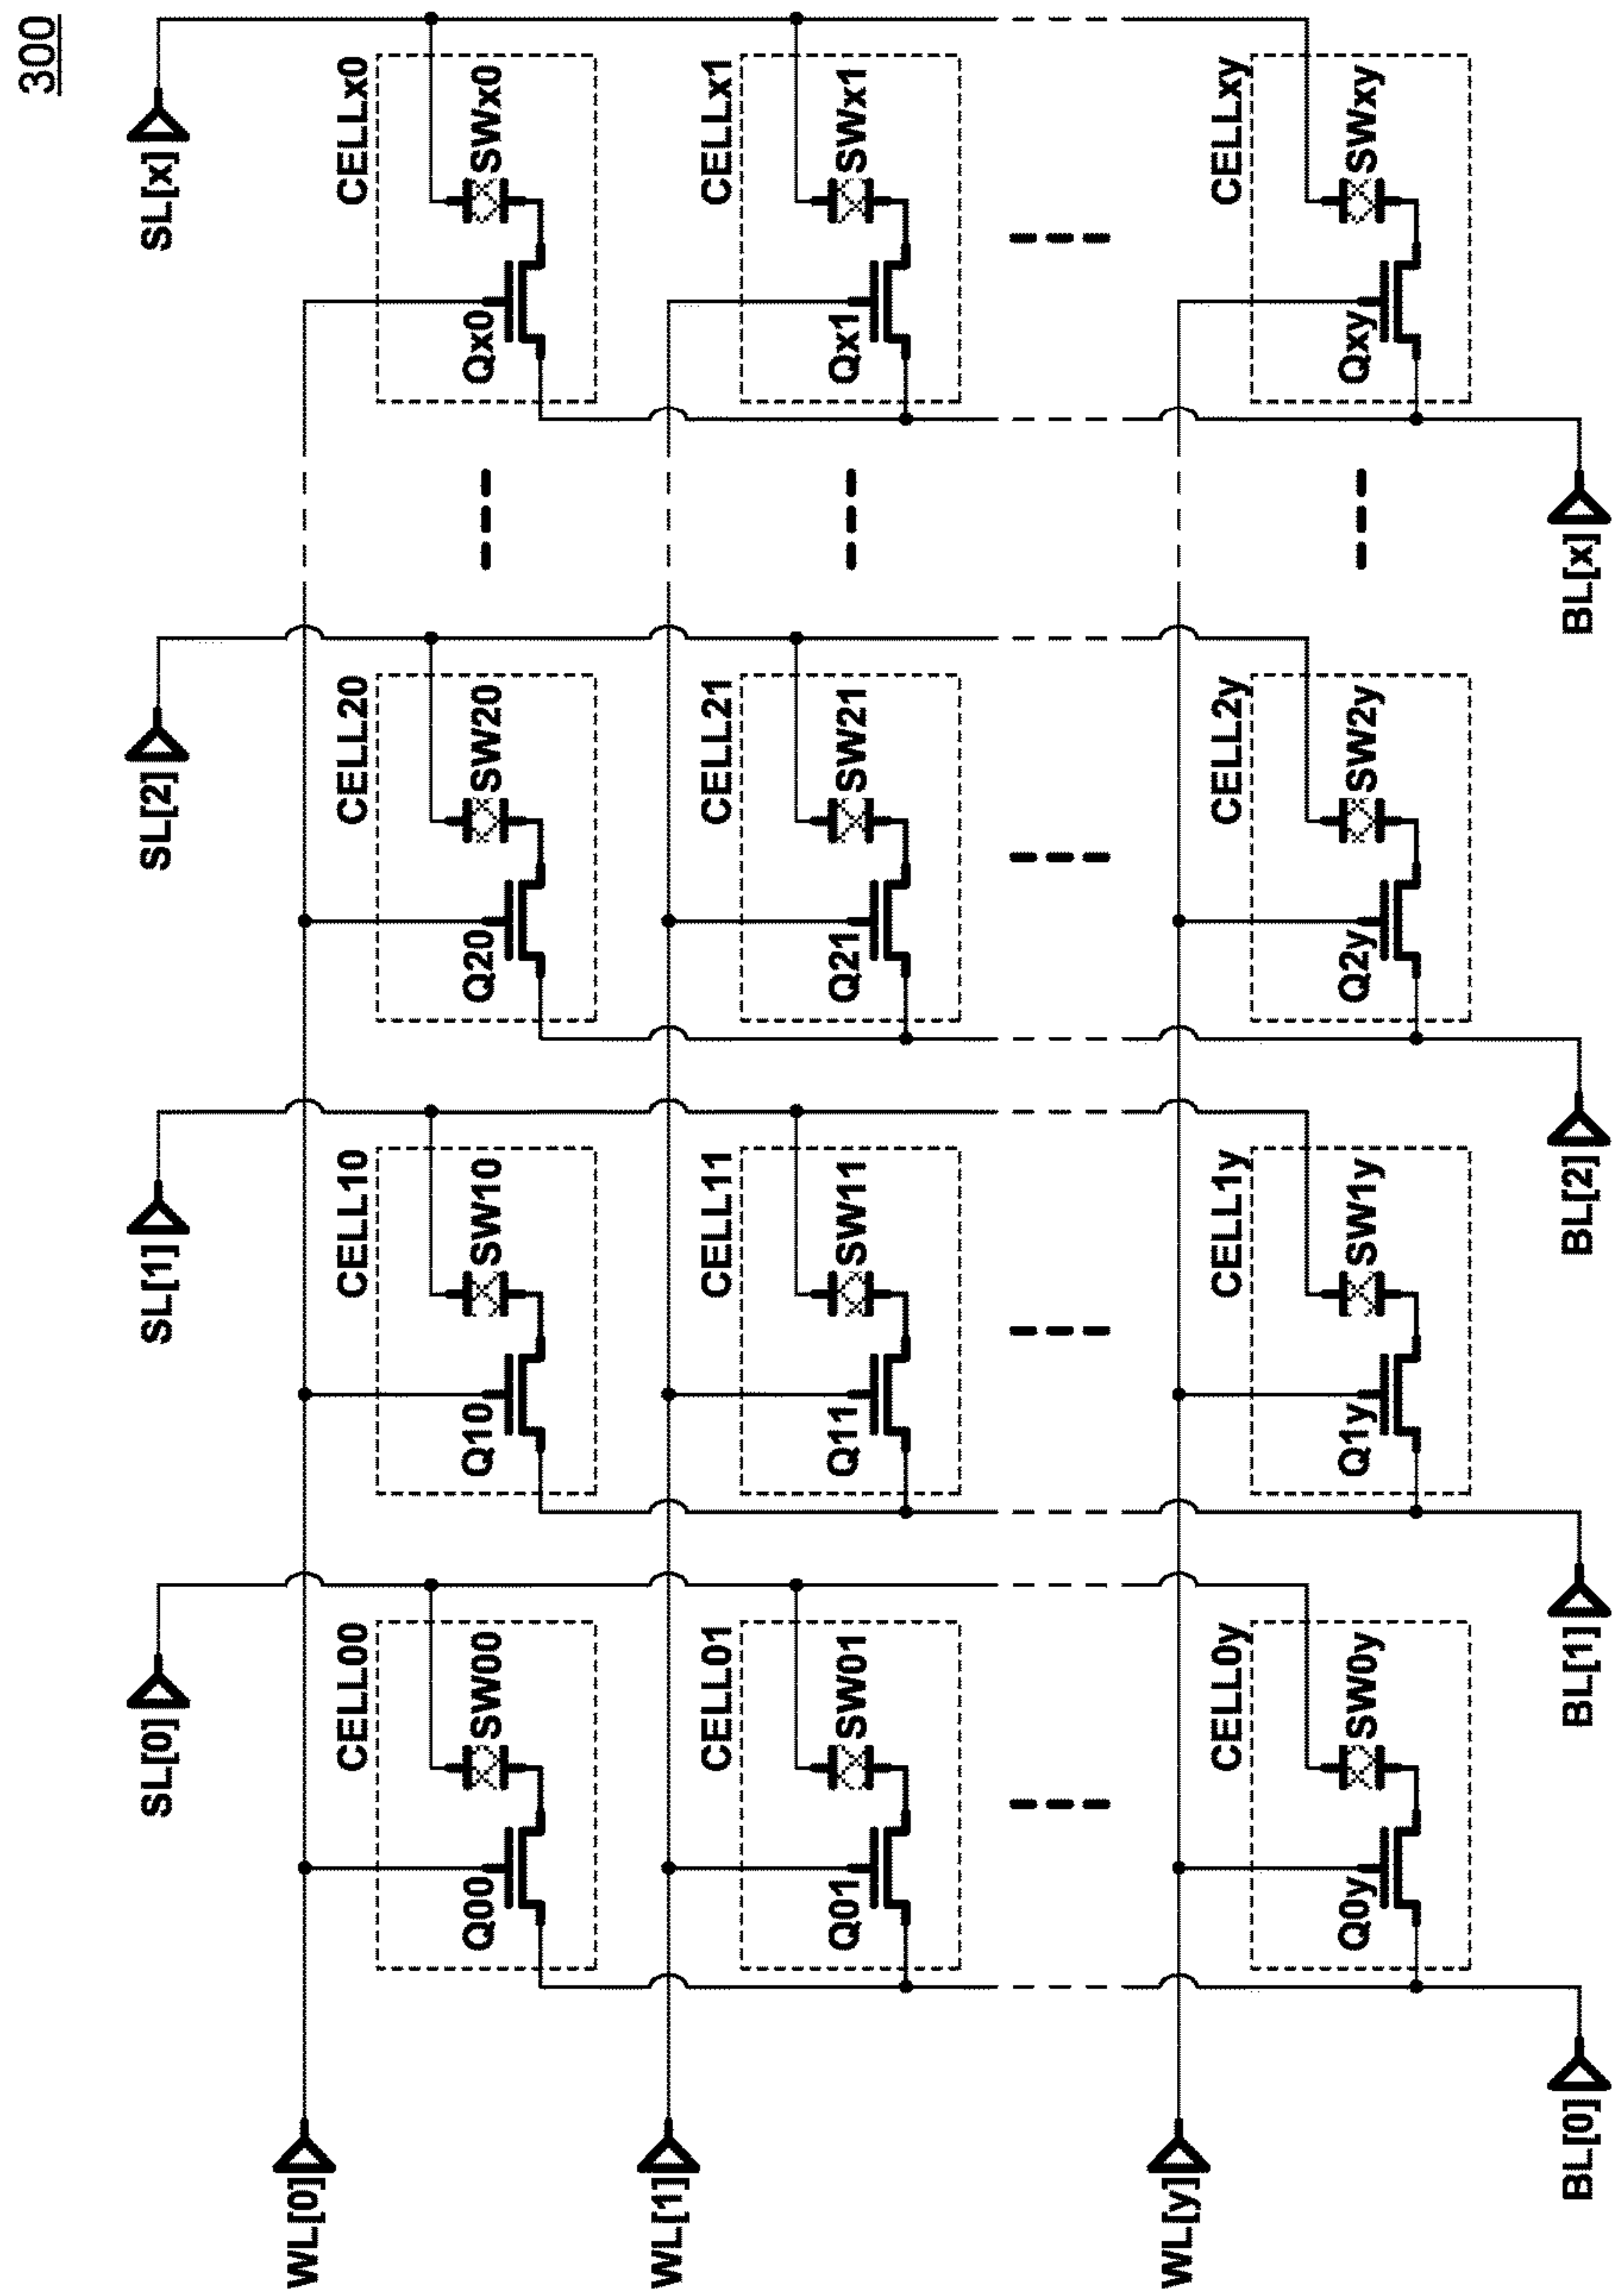 300
SL[0]
SL[1]
SL[2]
SL[x]
WL[0]
CELL00
CELL10
CELL20
CELLx0
Q00
SW00
Q10
SW10
Q20
SW20
Qx0
SWx0
WL[1]
CELL01
CELL11
CELL21
CELLx1
Q01
SW01
Q11
SW11
Q21
SW21
Qx1
SWx1
WL[y]
CELL0y
CELL1y
CELL2y
CELLxy
Q0y
SW0y
Q1y
SW1y
Q2y
SW2y
Qxy
SWxy
BL[0]
BL[1]
BL[2]
BL[x]